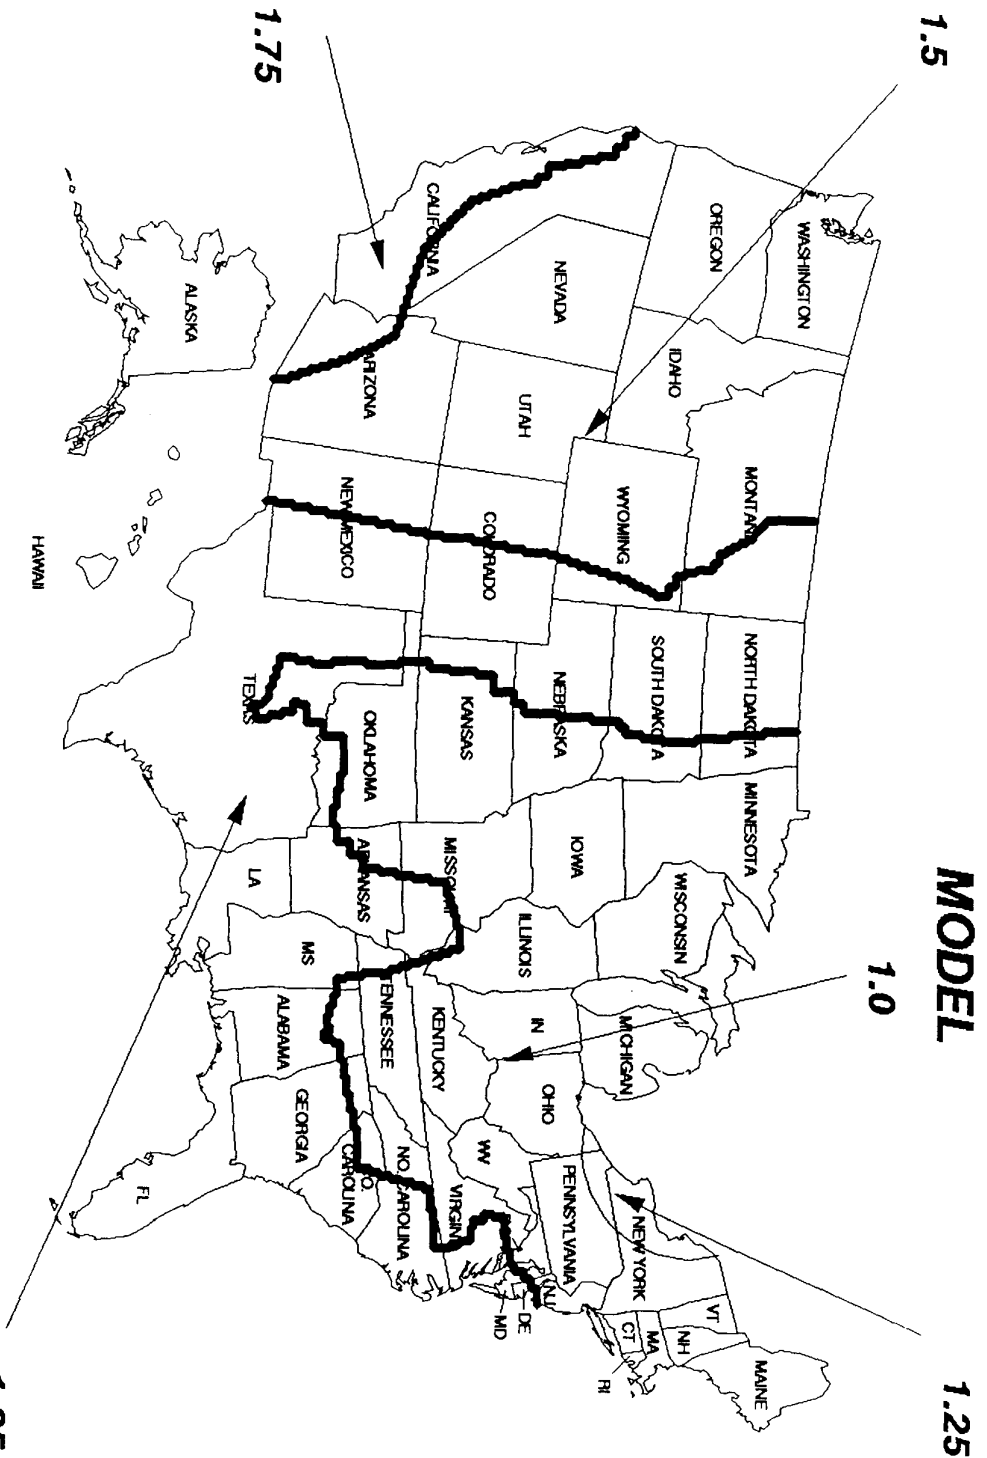 MODEL
1.5
1.0
1.25
1.75
WASHINGTON
OREGON
IDAHO
MONTANA
NORTH DAKOTA
MINNESOTA
WISCONSIN
MICHIGAN
NEW YORK
VT
NH
MAINE
MA
CT
RI
CALIFORNIA
NEVADA
UTAH
WYOMING
SOUTH DAKOTA
NEBRASKA
IOWA
ILLINOIS
IN
OHIO
PENNSYLVANIA
NJ
DE
MD
WV
VIRGIN
ARIZONA
COLORADO
KANSAS
MISSOURI
KENTUCKY
NEW MEXICO
OKLAHOMA
ARKANSAS
TENNESSEE
NO. CAROLINA
SO.
CAROLINA
TEXAS
LA
MS
ALABAMA
GEORGIA
FL
ALASKA
HAWAII